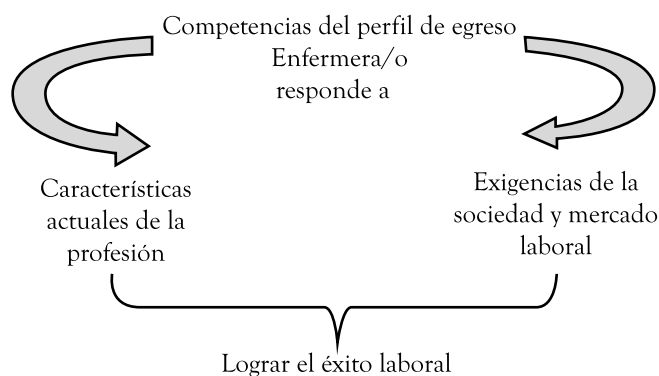 Competencias del perfil de egreso
Enfermera/o
responde a
Características
actuales de la
profesión
Exigencias de la
sociedad y mercado
laboral
Lograr el éxito laboral